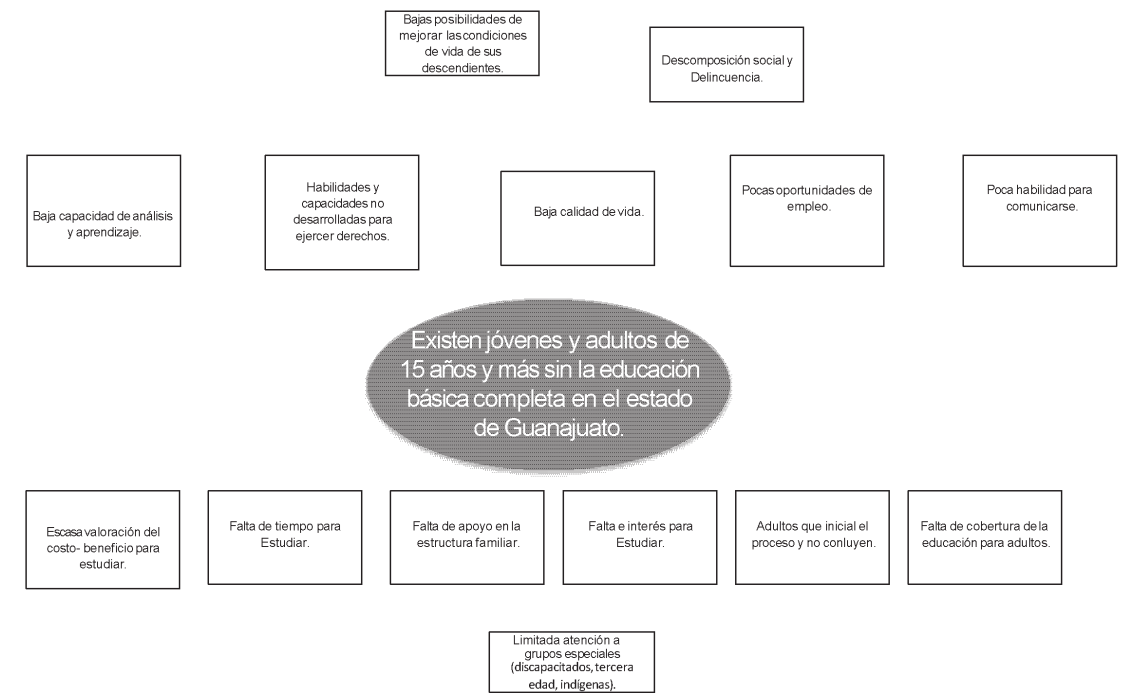 Bajas posibilidades de
mejorar las condiciones
de vida de sus
descendientes.
Descomposición social y
Delincuencia.
Baja capacidad de análisis
y aprendizaje.
Habilidades y
capacidades no
desarrolladas para
ejercer derechos.
Baja calidad de vida.
Pocas oportunidades de
empleo.
Poca habilidad para
comunicarse.
Existen jóvenes y adultos de
15 años y más sin la educación
básica completa en el estado
de Guanajuato.
Escasa valoración del
costo- beneficio para
estudiar.
Falta de tiempo para
Estudiar.
Falta de apoyo en la
estructura familiar.
Falta e interés para
Estudiar.
Adultos que inicial el
proceso y no conluyen.
Falta de cobertura de la
educación para adultos.
Limitada atención a
grupos especiales
(discapacitados, tercera
edad, indígenas).